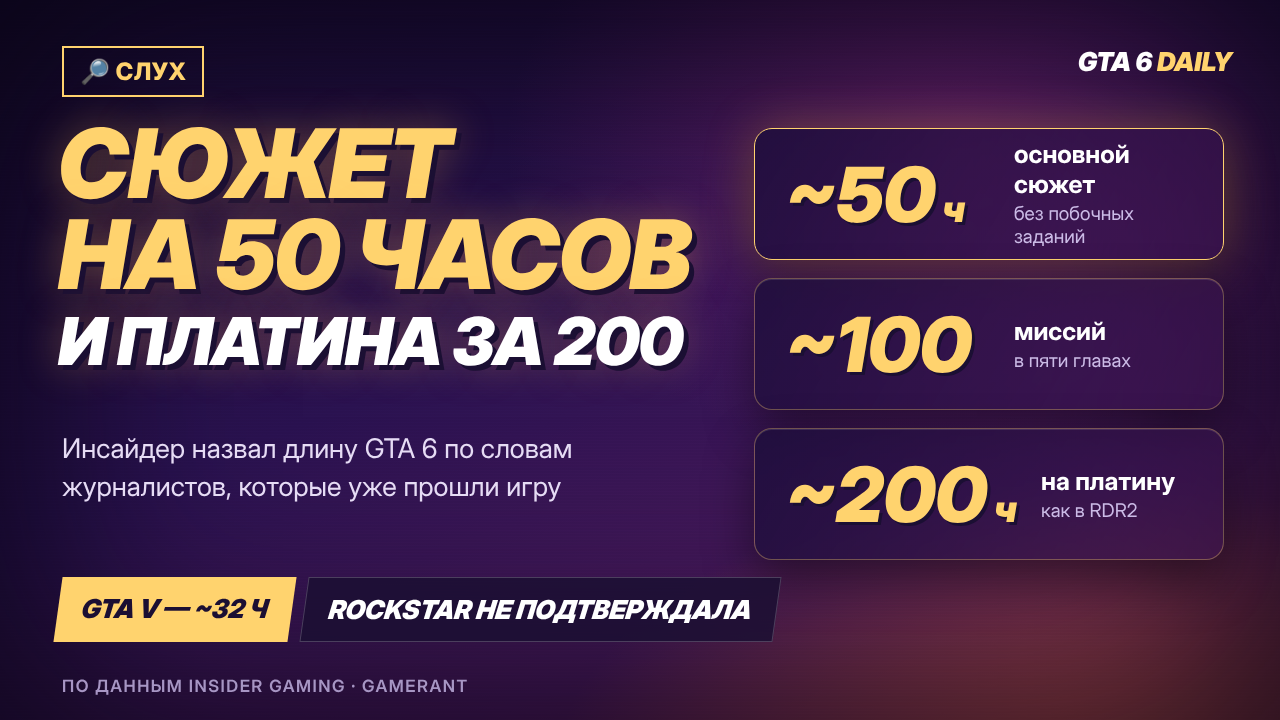 🔎 СЛУХ
GTA 6 DAILY
СЮЖЕТ
НА 50 ЧАСОВ
И ПЛАТИНА ЗА 200
Инсайдер назвал длину GTA 6 по словам
журналистов, которые уже прошли игру
~50 ч
основной
сюжет
без побочных
заданий
~100
миссий
в пяти главах
~200 ч
на платину
как в RDR2
GTA V — ~32 Ч
ROCKSTAR НЕ ПОДТВЕРЖДАЛА
ПО ДАННЫМ INSIDER GAMING · GAMERANT